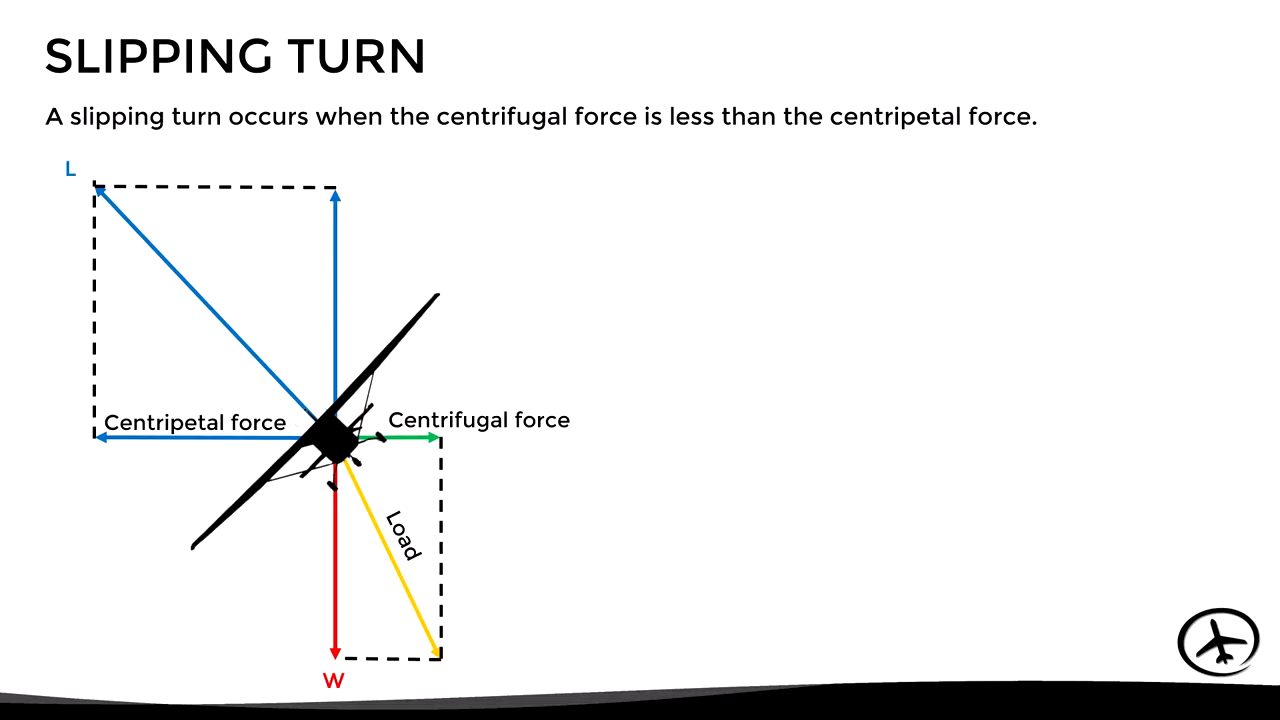 SLIPPING TURN
A slipping turn occurs when the centrifugal force is less than the centripetal force.
L
Centripetal force
Centrifugal force
Load
W